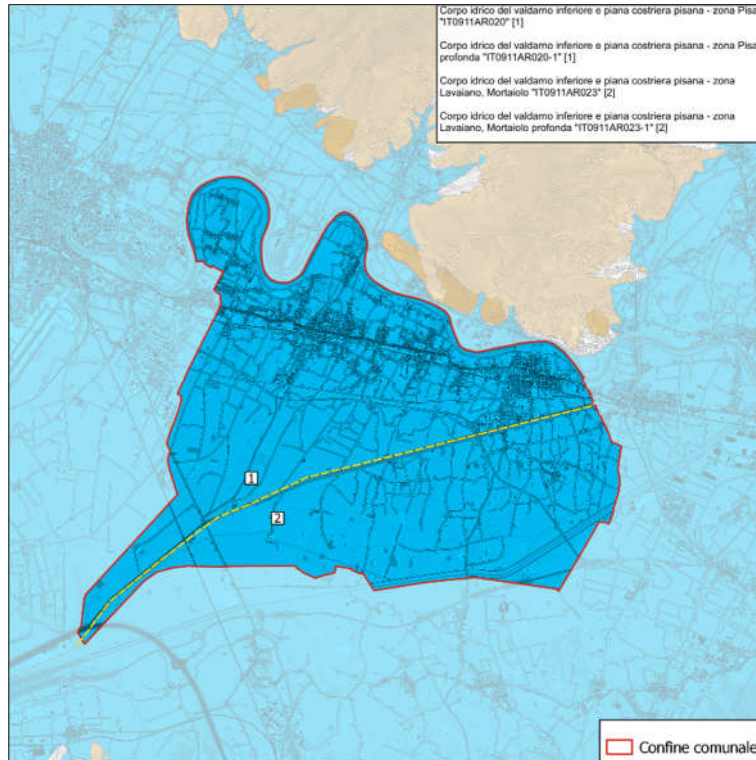 Corpo idrico del valdarno inferiore e piana costriera pisana - zona Pisa
"IT0911AR020" [1]
Corpo idrico del valdarno inferiore e piana costriera pisana - zona Pisa
profonda "IT0911AR020-1" [1]
Corpo idrico del valdarno inferiore e piana costriera pisana - zona
Lavaiano, Mortaiolo "IT0911AR023" [2]
Corpo idrico del valdarno inferiore e piana costriera pisana - zona
Lavaiano, Mortaiolo profonda "IT0911AR023-1" [2]
1
2
Confine comunale